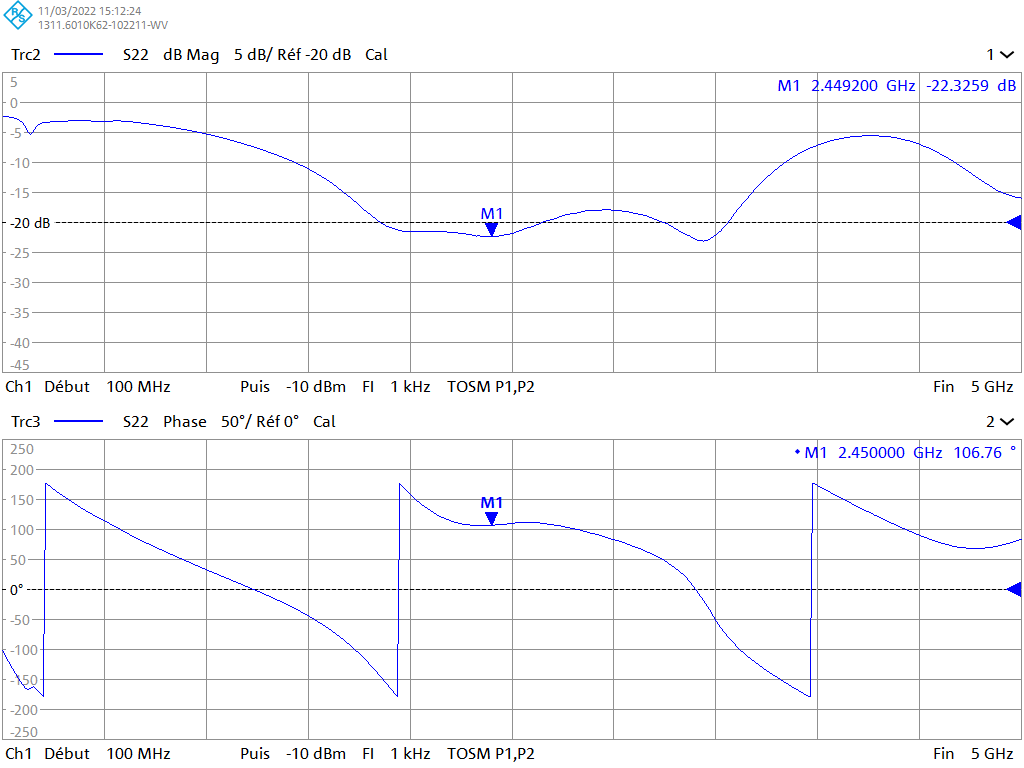 R&S
11/03/2022 15:12:24
1311.6010K62-102211-WV
Trc2 S22 dB Mag 5 dB/ Réf -20 dB Cal 1
M1 2.449200 GHz -22.3259 dB
5
0
-5
-10
-15
M1
-20 dB
-25
-30
-35
-40
-45
Ch1 Début 100 MHz Puis -10 dBm FI 1 kHz TOSM P1,P2 Fin 5 GHz
Trc3 S22 Phase 50°/ Réf 0° Cal 2
M1 2.450000 GHz 106.76 °
250
200
150
M1
100
50
0°
-50
-100
-150
-200
-250
Ch1 Début 100 MHz Puis -10 dBm FI 1 kHz TOSM P1,P2 Fin 5 GHz